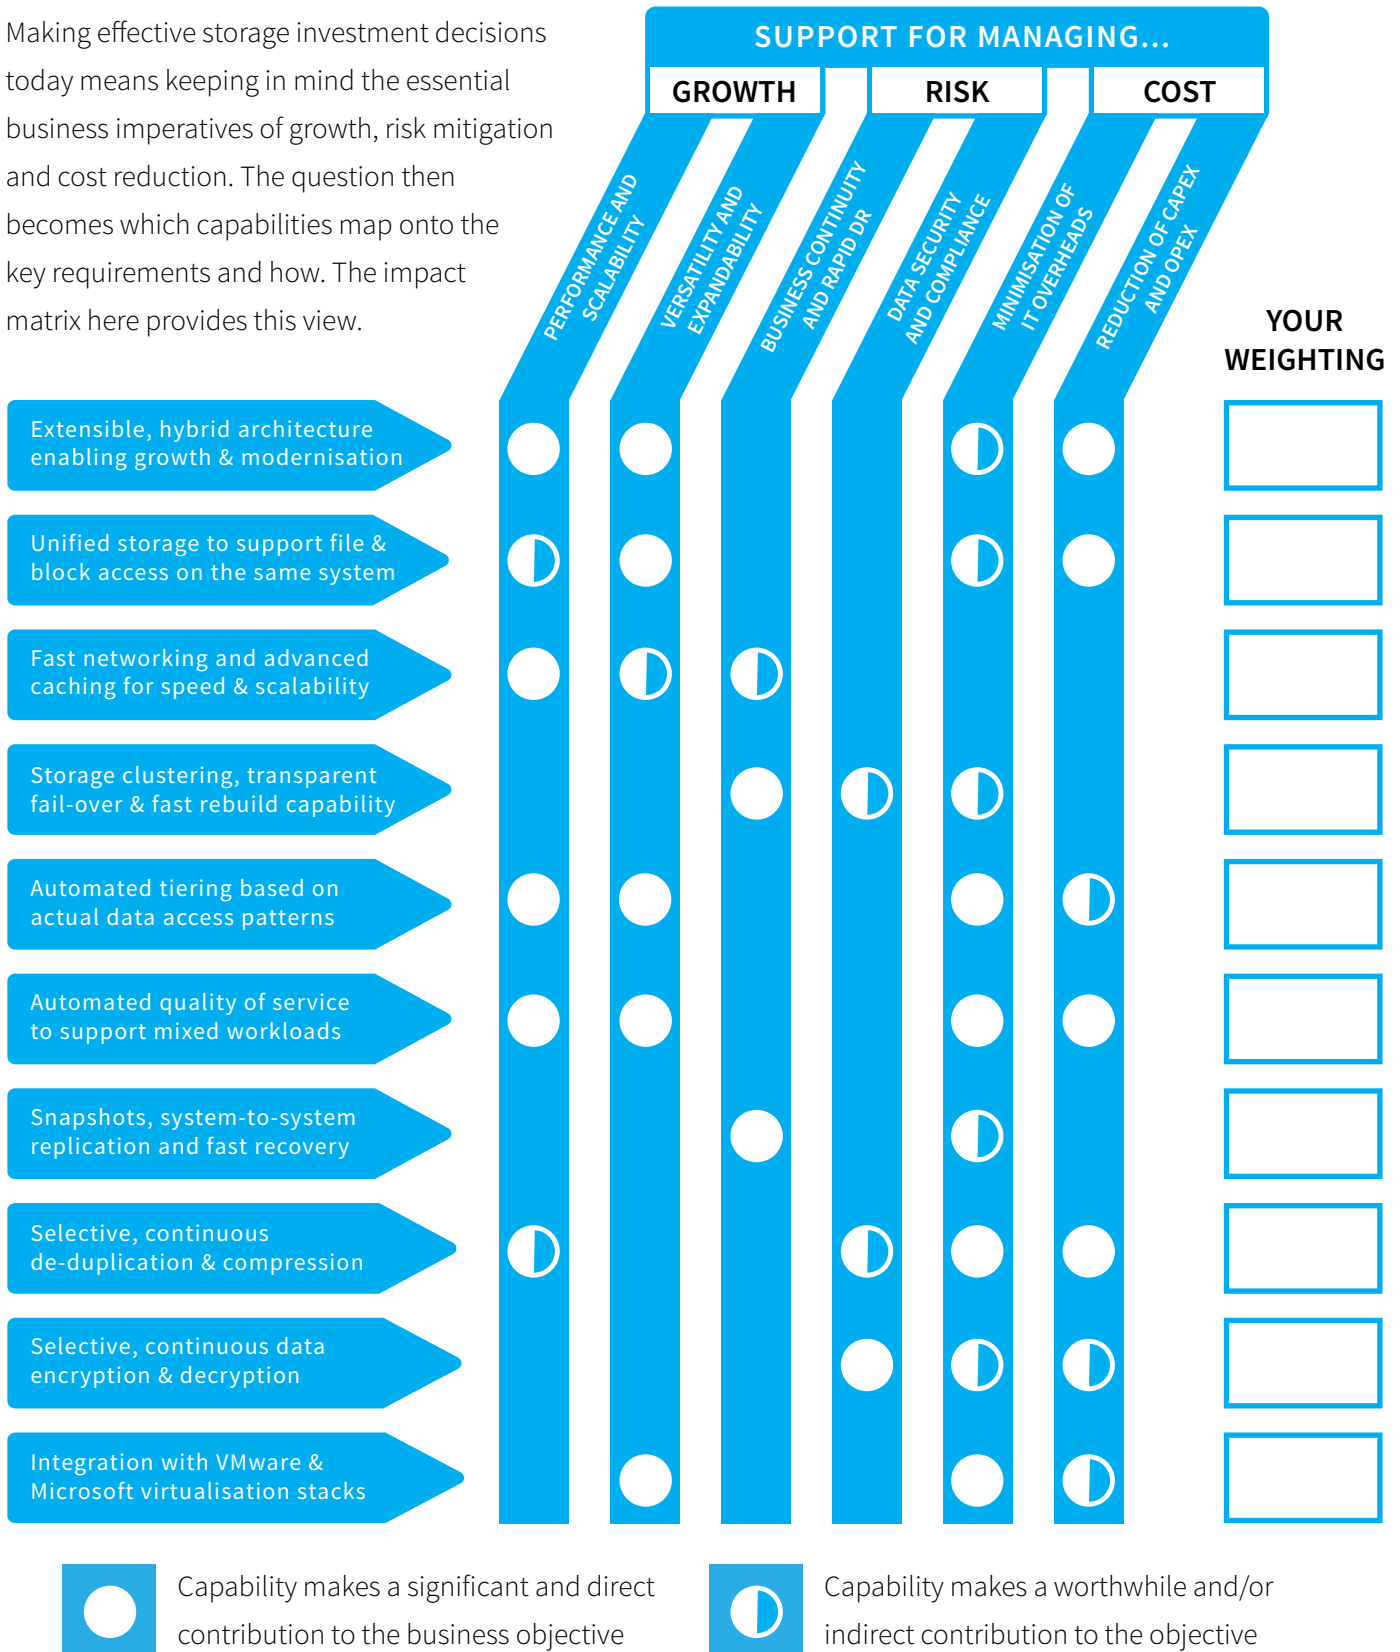 Making effective storage investment decisions
today means keeping in mind the essential
business imperatives of growth, risk mitigation
and cost reduction. The question then
becomes which capabilities map onto the
key requirements and how. The impact
matrix here provides this view.
SUPPORT FOR MANAGING...
GROWTH
RISK
COST
PERFORMANCE AND
SCALABILITY
VERSATILITY AND
EXPANDABILITY
BUSINESS CONTINUITY
AND RAPID DR
DATA SECURITY
AND COMPLIANCE
MINIMISATION OF
IT OVERHEADS
REDUCTION OF CAPEX
AND OPEX
YOUR
WEIGHTING
Extensible, hybrid architecture
enabling growth & modernisation
Unified storage to support file &
block access on the same system
Fast networking and advanced
caching for speed & scalability
Storage clustering, transparent
fail-over & fast rebuild capability
Automated tiering based on
actual data access patterns
Automated quality of service
to support mixed workloads
Snapshots, system-to-system
replication and fast recovery
Selective, continuous
de-duplication & compression
Selective, continuous data
encryption & decryption
Integration with VMware &
Microsoft virtualisation stacks
Capability makes a significant and direct
contribution to the business objective
Capability makes a worthwhile and/or
indirect contribution to the objective